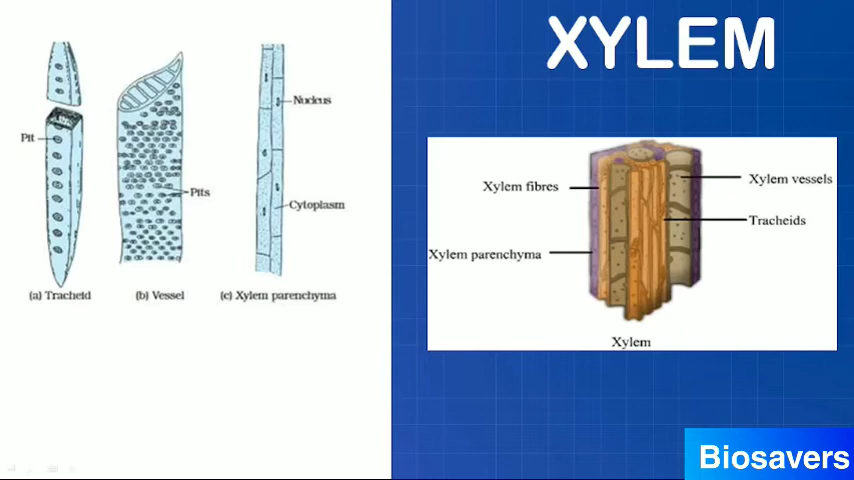 XYLEM
Nucleus
Pit
Pits
Cytoplasm
(a) Tracheid
(b) Vessel
(c) Xylem parenchyma
Xylem fibres
Xylem vessels
Tracheids
Xylem parenchyma
Xylem
Biosavers